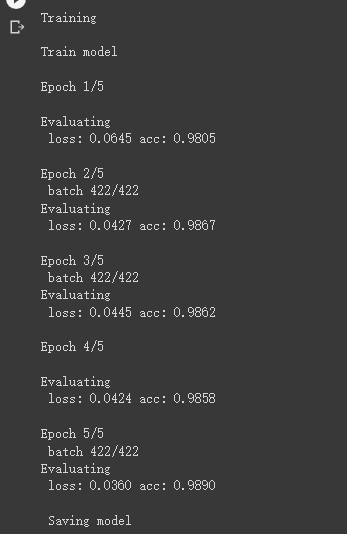 Training
Train model
Epoch 1/5
Evaluating
loss: 0.0645 acc: 0.9805
Epoch 2/5
batch 422/422
Evaluating
loss: 0.0427 acc: 0.9867
Epoch 3/5
batch 422/422
Evaluating
loss: 0.0445 acc: 0.9862
Epoch 4/5
Evaluating
loss: 0.0424 acc: 0.9858
Epoch 5/5
batch 422/422
Evaluating
loss: 0.0360 acc: 0.9890
Saving model